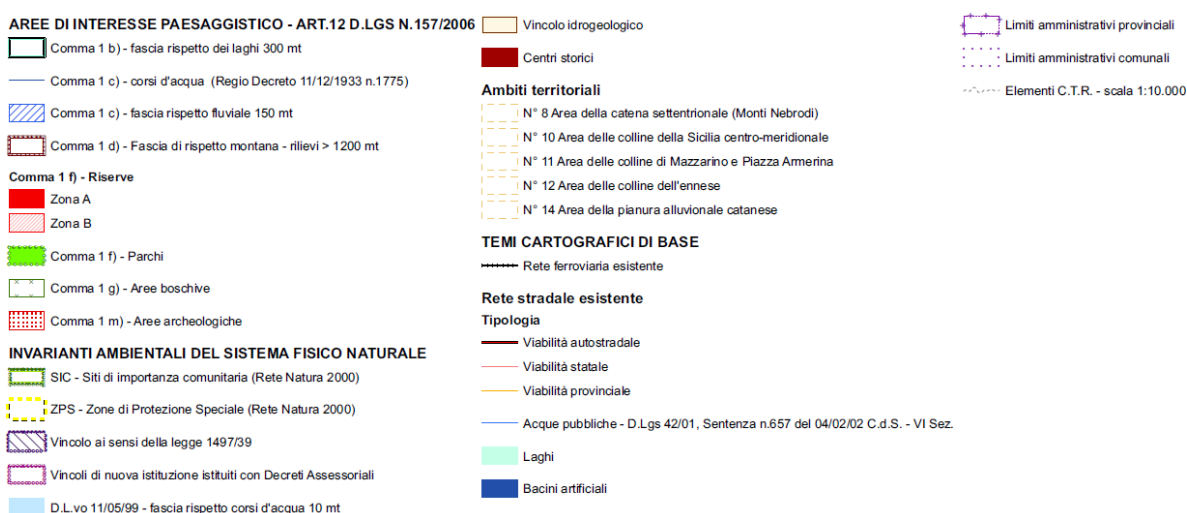 AREE DI INTERESSE PAESAGGISTICO - ART.12 D.LGS N.157/2006
Comma 1 b) - fascia rispetto dei laghi 300 mt
Comma 1 c) - corsi d'acqua (Regio Decreto 11/12/1933 n.1775)
Comma 1 c) - fascia rispetto fluviale 150 mt
Comma 1 d) - Fascia di rispetto montana - rilievi > 1200 mt
Comma 1 f) - Riserve
Zona A
Zona B
Comma 1 f) - Parchi
Comma 1 g) - Aree boschive
Comma 1 m) - Aree archeologiche
INVARIANTI AMBIENTALI DEL SISTEMA FISICO NATURALE
SIC - Siti di importanza comunitaria (Rete Natura 2000)
ZPS - Zone di Protezione Speciale (Rete Natura 2000)
Vincolo ai sensi della legge 1497/39
Vincoli di nuova istituzione istituiti con Decreti Assessoriali
D.L.vo 11/05/99 - fascia rispetto corsi d'acqua 10 mt
Vincolo idrogeologico
Centri storici
Ambiti territoriali
N° 8 Area della catena settentrionale (Monti Nebrodi)
N° 10 Area delle colline della Sicilia centro-meridionale
N° 11 Area delle colline di Mazzarino e Piazza Armerina
N° 12 Area delle colline dell'ennese
N° 14 Area della pianura alluvionale catanese
TEMI CARTOGRAFICI DI BASE
Rete ferroviaria esistente
Rete stradale esistente
Tipologia
Viabilità autostradale
Viabilità statale
Viabilità provinciale
Acque pubbliche - D.Lgs 42/01, Sentenza n.657 del 04/02/02 C.d.S. - VI Sez.
Laghi
Bacini artificiali
Limiti amministrativi provinciali
Limiti amministrativi comunali
Elementi C.T.R. - scala 1:10.000